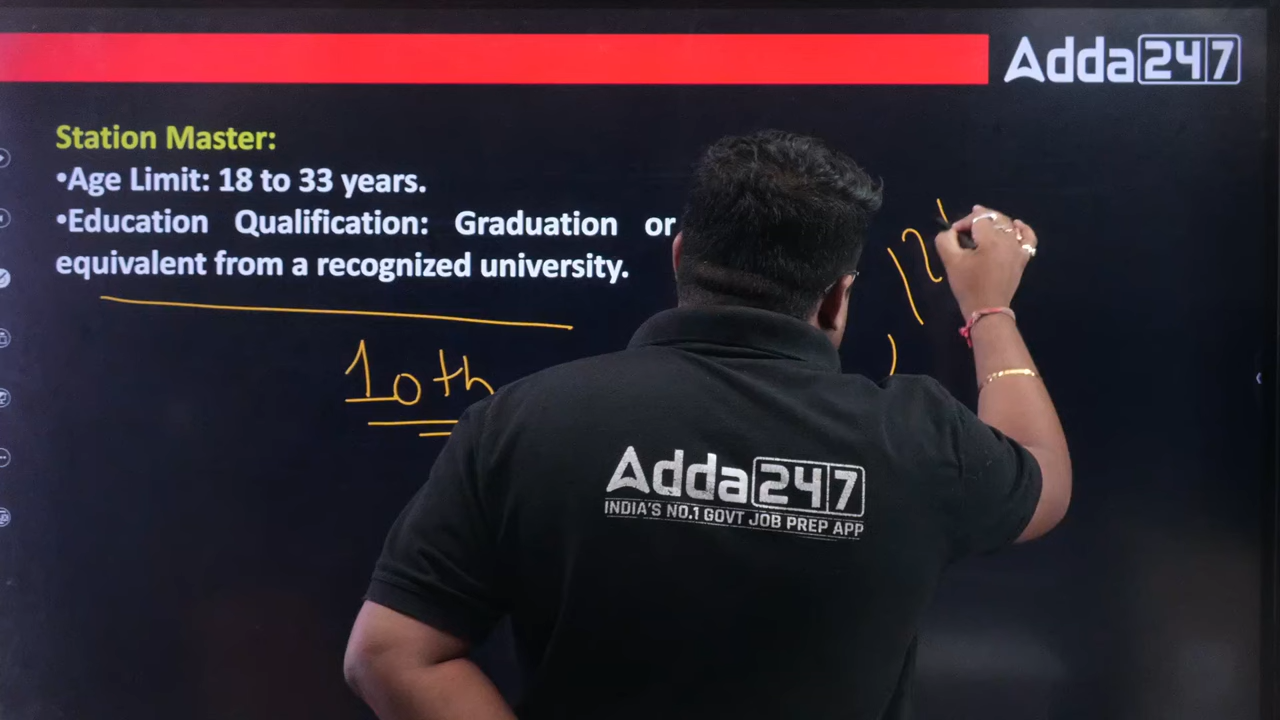 Adda247
Station Master:
•Age Limit: 18 to 33 years.
•Education Qualification: Graduation or
equivalent from a recognized university.
10th
12
Adda247
INDIA'S NO.1 GOVT JOB PREP APP